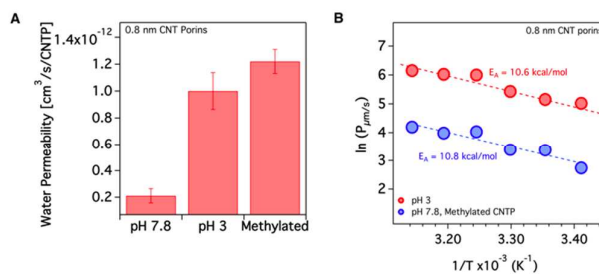 A
0.8 nm CNT Porins
Water Permeability [cm³/s/CNTP]
1.4x10⁻¹²
1.2
1.0
0.8
0.6
0.4
0.2
pH 7.8
pH 3
Methylated
B
0.8 nm CNT porins
ln (Pμm/s)
7
6
5
4
3
2
Eᴀ = 10.6 kcal/mol
Eᴀ = 10.8 kcal/mol
pH 3
pH 7.8, Methylated CNTP
3.20
3.30
3.40
1/T x10⁻³ (K⁻¹)